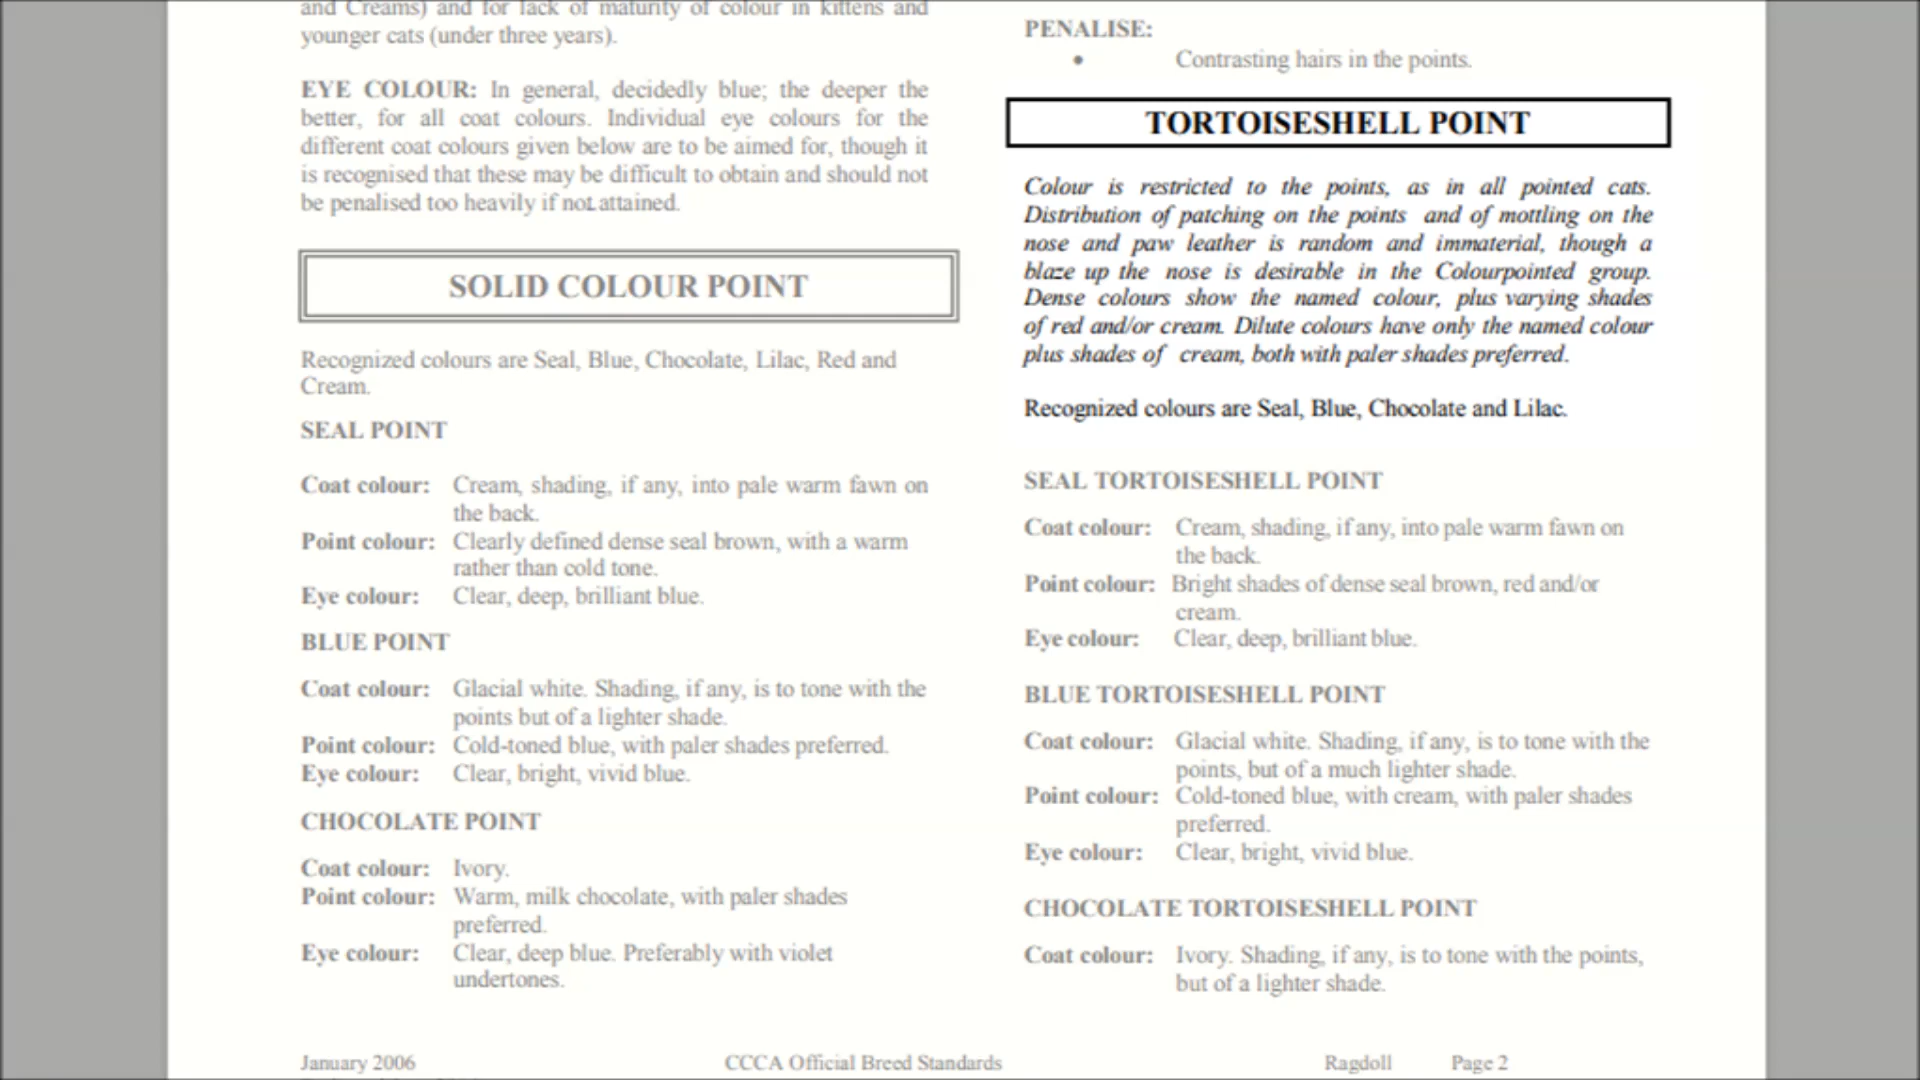 and Creams) and for lack of maturity of colour in kittens and
younger cats (under three years).
EYE COLOUR: In general, decidedly blue; the deeper the
better, for all coat colours. Individual eye colours for the
different coat colours given below are to be aimed for, though it
is recognised that these may be difficult to obtain and should not
be penalised too heavily if not attained.
SOLID COLOUR POINT
Recognized colours are Seal, Blue, Chocolate, Lilac, Red and
Cream.
SEAL POINT
Coat colour: Cream, shading, if any, into pale warm fawn on
the back.
Point colour: Clearly defined dense seal brown, with a warm
rather than cold tone.
Eye colour: Clear, deep, brilliant blue.
BLUE POINT
Coat colour: Glacial white. Shading, if any, is to tone with the
points but of a lighter shade.
Point colour: Cold-toned blue, with paler shades preferred.
Eye colour: Clear, bright, vivid blue.
CHOCOLATE POINT
Coat colour: Ivory.
Point colour: Warm, milk chocolate, with paler shades
preferred.
Eye colour: Clear, deep blue. Preferably with violet
undertones.
PENALISE:
• Contrasting hairs in the points.
TORTOISESHELL POINT
Colour is restricted to the points, as in all pointed cats.
Distribution of patching on the points and of mottling on the
nose and paw leather is random and immaterial, though a
blaze up the nose is desirable in the Colourpointed group.
Dense colours show the named colour, plus varying shades
of red and/or cream. Dilute colours have only the named colour
plus shades of cream, both with paler shades preferred.
Recognized colours are Seal, Blue, Chocolate and Lilac.
SEAL TORTOISESHELL POINT
Coat colour: Cream, shading, if any, into pale warm fawn on
the back.
Point colour: Bright shades of dense seal brown, red and/or
cream.
Eye colour: Clear, deep, brilliant blue.
BLUE TORTOISESHELL POINT
Coat colour: Glacial white. Shading, if any, is to tone with the
points, but of a much lighter shade.
Point colour: Cold-toned blue, with cream, with paler shades
preferred.
Eye colour: Clear, bright, vivid blue.
CHOCOLATE TORTOISESHELL POINT
Coat colour: Ivory. Shading, if any, is to tone with the points,
but of a lighter shade.
January 2006 CCCA Official Breed Standards Ragdoll Page 2